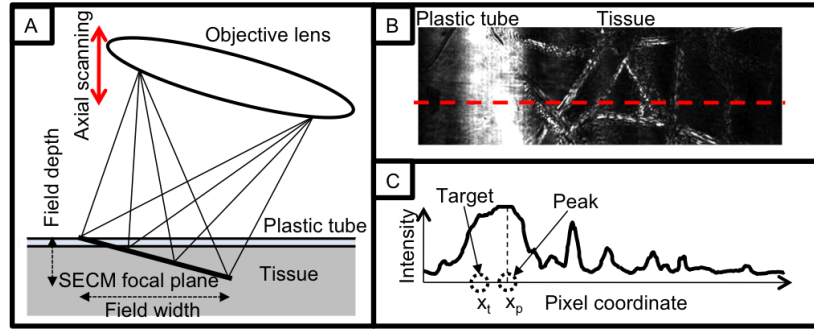 A
Objective lens
Axial scanning
Field depth
Plastic tube
SECM focal plane
Tissue
Field width
B
Plastic tube
Tissue
C
Target
Peak
Intensity
xt
xp
Pixel coordinate